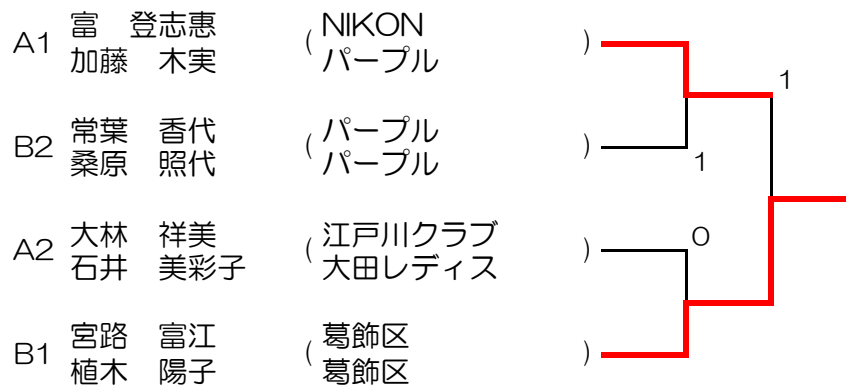 A1 富 登志惠 ( NIKON )
加藤 木実 パープル
1
B2 常葉 香代 ( パープル )
桑原 照代 パープル
1
A2 大林 祥美 ( 江戸川クラブ )
石井 美彩子 大田レディス
0
B1 宮路 富江 ( 葛飾区 )
植木 陽子 葛飾区